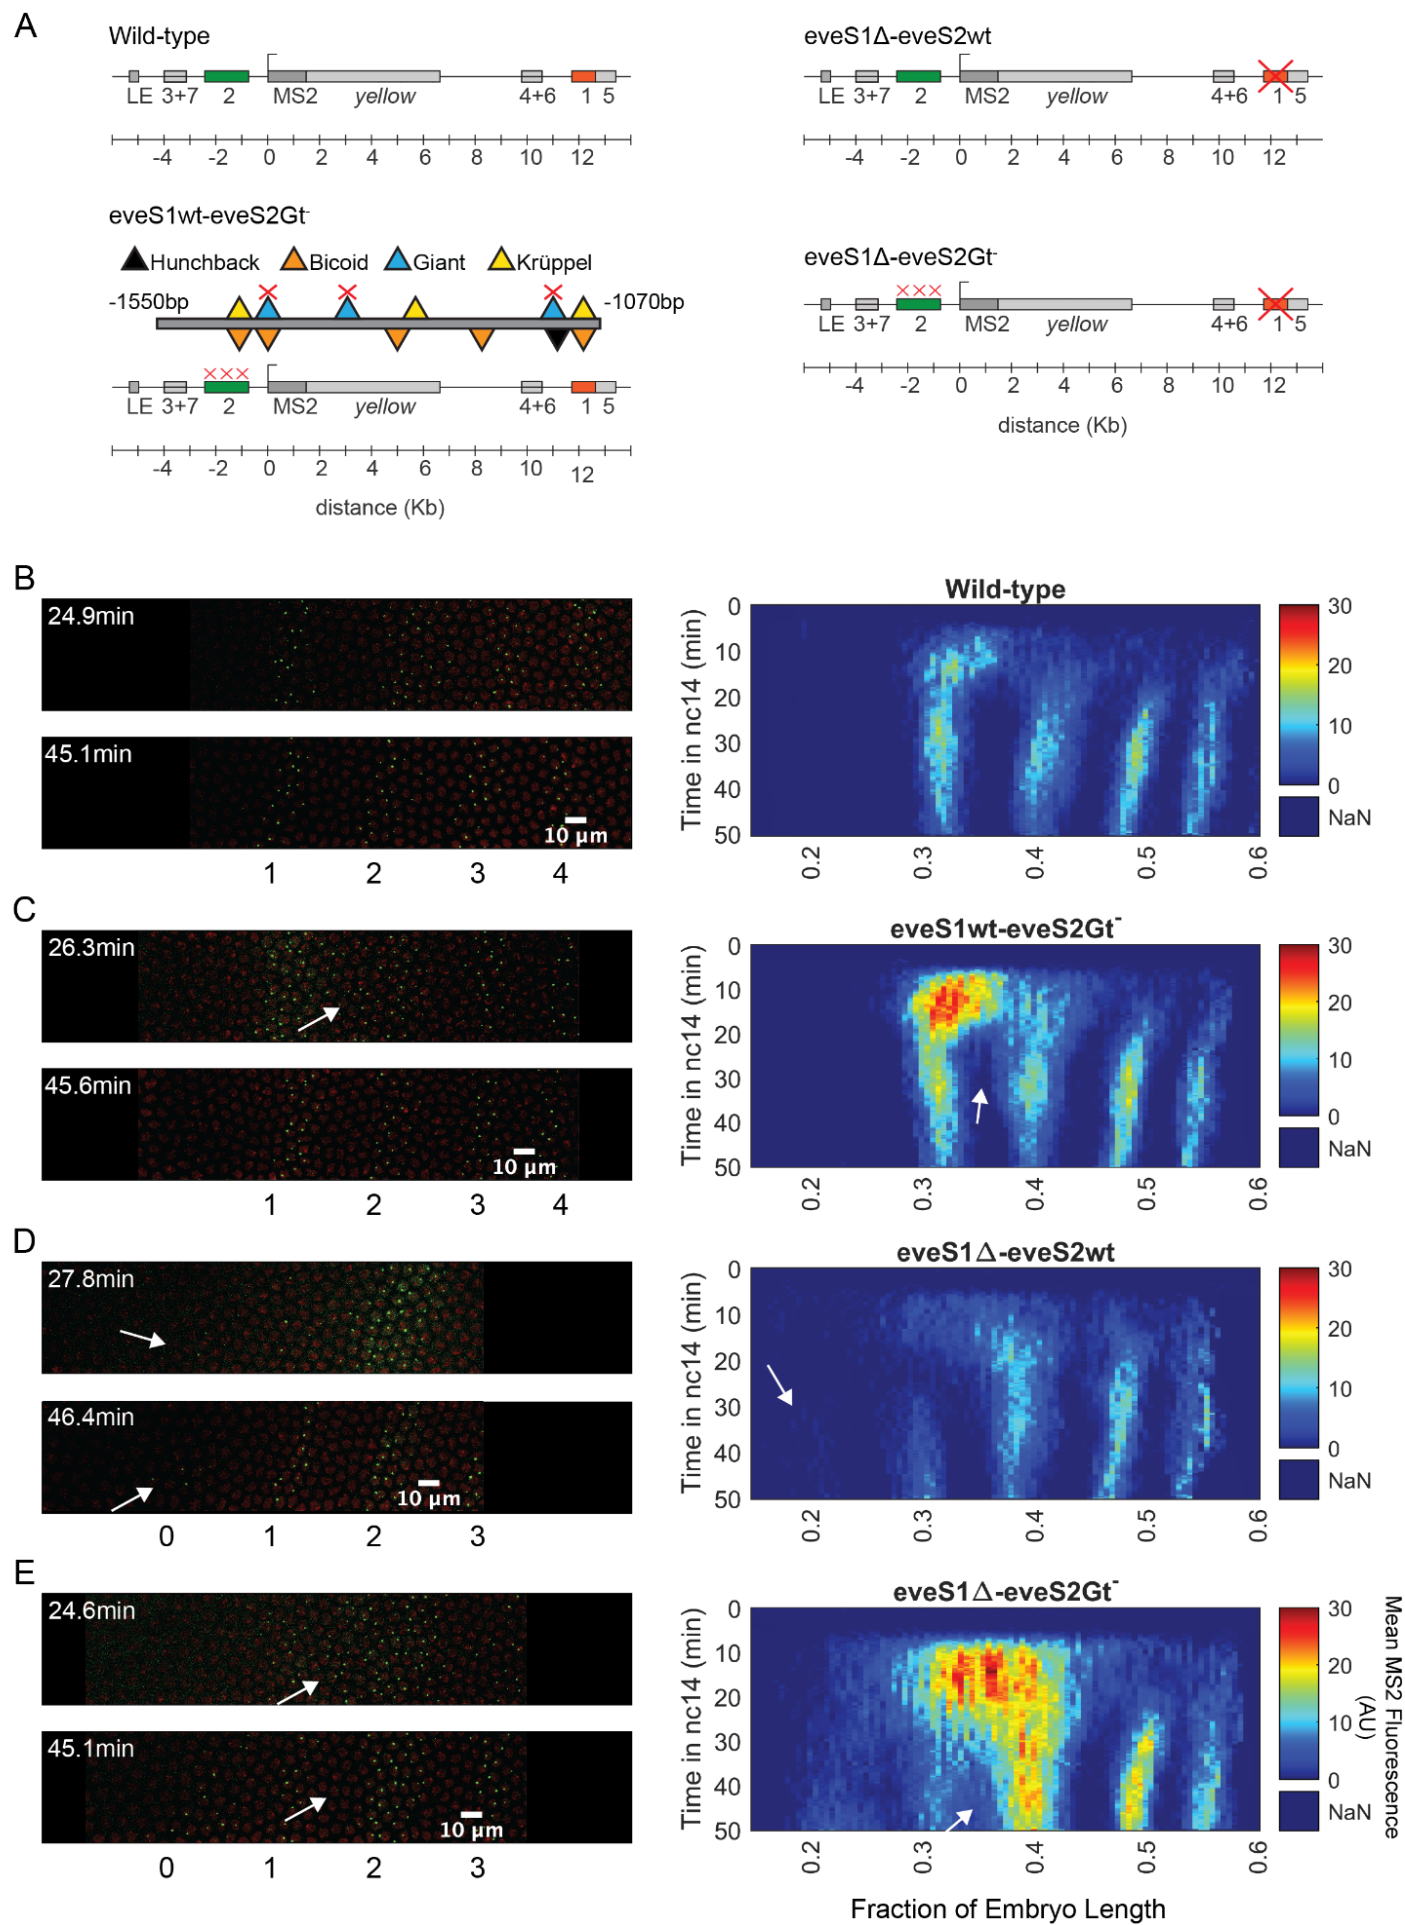 A
Wild-type
LE 3+7 2 MS2 yellow 4+6 1 5
-4 -2 0 2 4 6 8 10 12
eveS1Δ-eveS2wt
LE 3+7 2 MS2 yellow 4+6 1 5
-4 -2 0 2 4 6 8 10 12
eveS1wt-eveS2Gt-
Hunchback Bicoid Giant Krüppel
-1550bp -1070bp
LE 3+7 2 MS2 yellow 4+6 1 5
-4 -2 0 2 4 6 8 10 12
distance (Kb)
eveS1Δ-eveS2Gt-
LE 3+7 2 MS2 yellow 4+6 1 5
-4 -2 0 2 4 6 8 10 12
distance (Kb)
B
24.9min
45.1min
10 µm
1 2 3 4
Wild-type
Time in nc14 (min)
0
10
20
30
40
50
0.2 0.3 0.4 0.5 0.6
30
20
10
0
NaN
C
26.3min
45.6min
10 µm
1 2 3 4
eveS1wt-eveS2Gt-
Time in nc14 (min)
0
10
20
30
40
50
0.2 0.3 0.4 0.5 0.6
30
20
10
0
NaN
D
27.8min
46.4min
10 µm
0 1 2 3
eveS1Δ-eveS2wt
Time in nc14 (min)
0
10
20
30
40
50
0.2 0.3 0.4 0.5 0.6
30
20
10
0
NaN
E
24.6min
45.1min
10 µm
0 1 2 3
eveS1Δ-eveS2Gt-
Time in nc14 (min)
0
10
20
30
40
50
0.2 0.3 0.4 0.5 0.6
Fraction of Embryo Length
30
20
10
0
NaN
Mean MS2 Fluorescence
(AU)